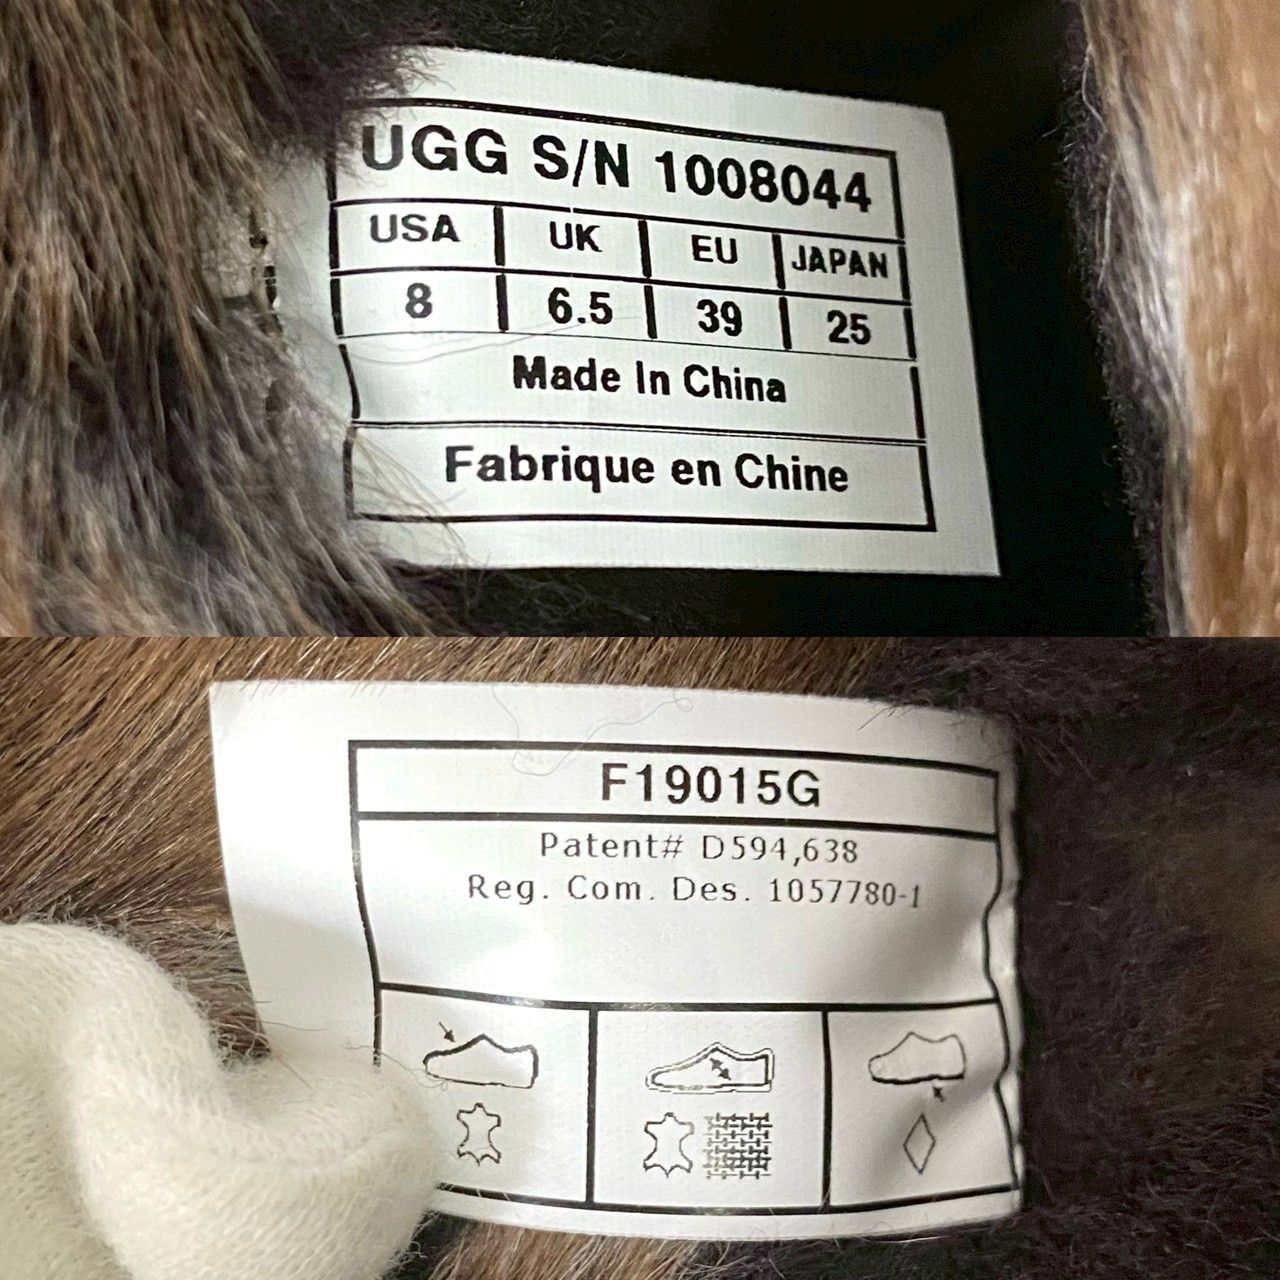 UGG S/N 1008044
USA UK EU JAPAN
8 6.5 39 25
Made In China
Fabrique en Chine
F19015G
Patent# D594,638
Reg. Com. Des. 1057780-1